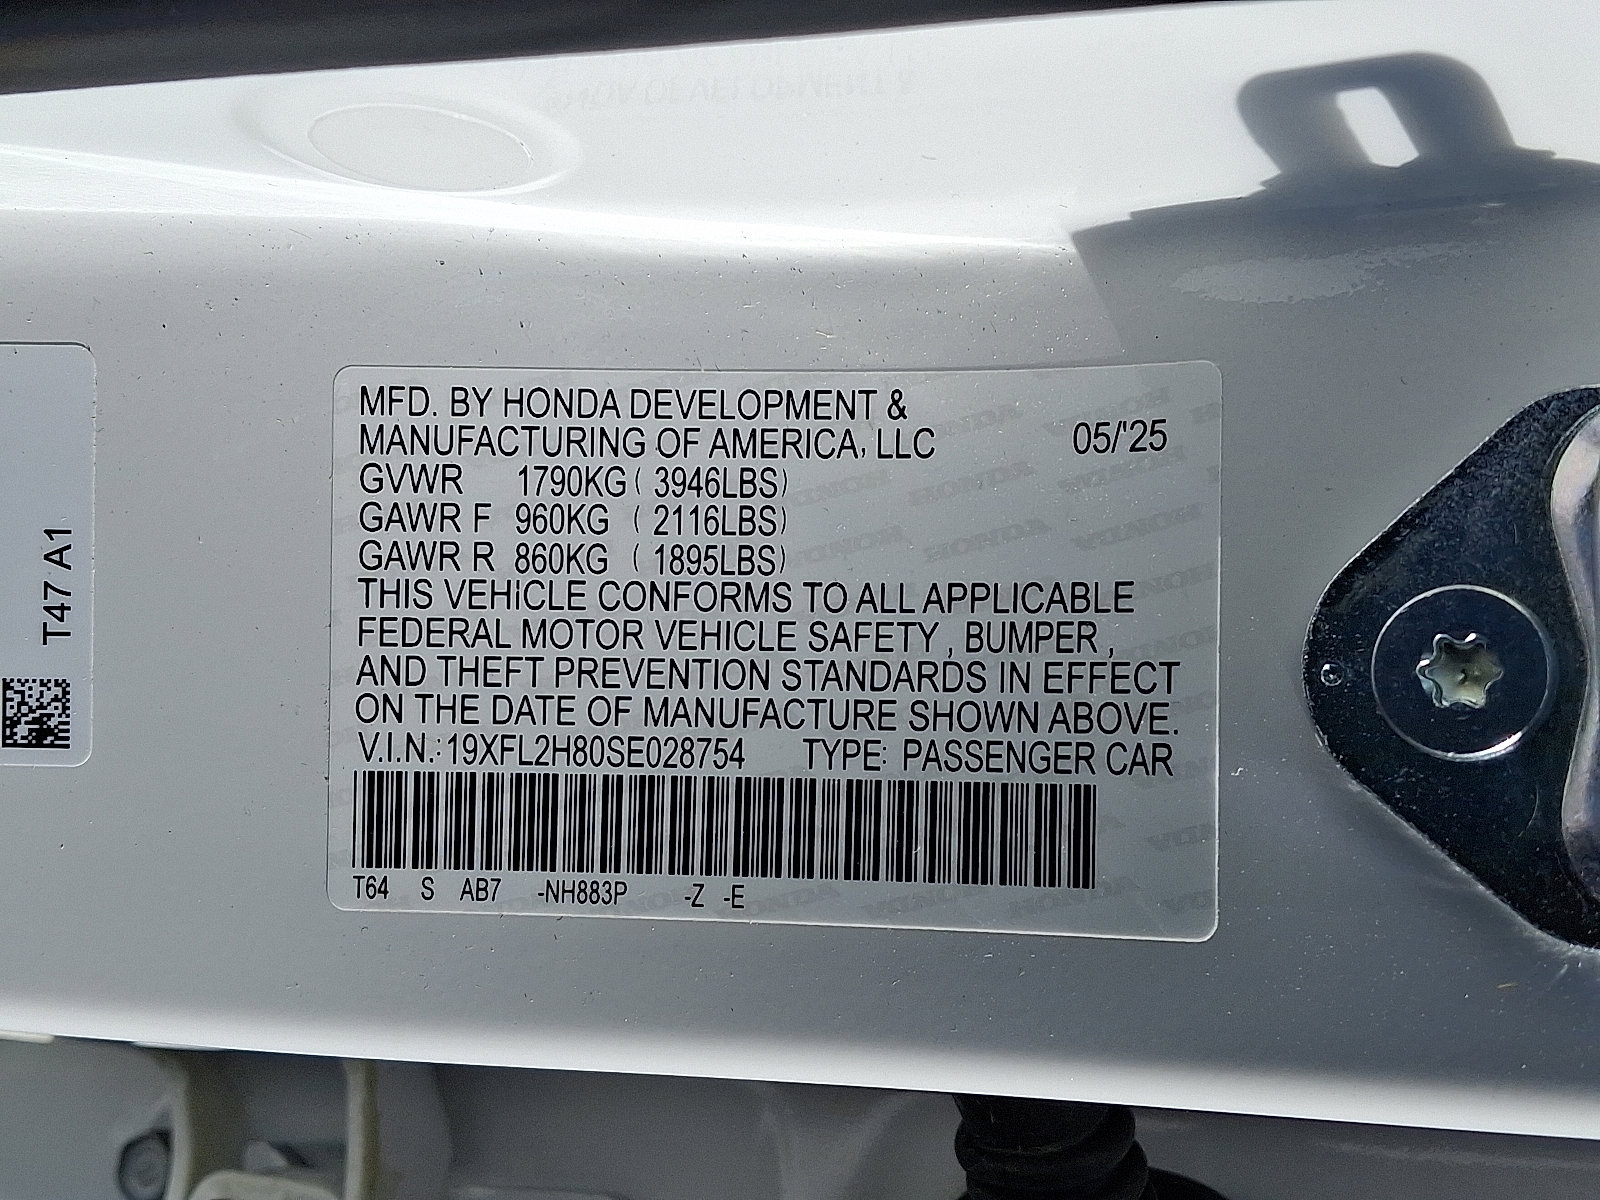 MFD. BY HONDA DEVELOPMENT &
MANUFACTURING OF AMERICA, LLC 05/'25
GVWR 1790KG ( 3946LBS)
GAWR F 960KG ( 2116LBS)
GAWR R 860KG ( 1895LBS)
THIS VEHICLE CONFORMS TO ALL APPLICABLE
FEDERAL MOTOR VEHICLE SAFETY , BUMPER ,
AND THEFT PREVENTION STANDARDS IN EFFECT
ON THE DATE OF MANUFACTURE SHOWN ABOVE.
V.I.N.: 19XFL2H80SE028754 TYPE: PASSENGER CAR
T64 S AB7 -NH883P -Z -E
T47 A1